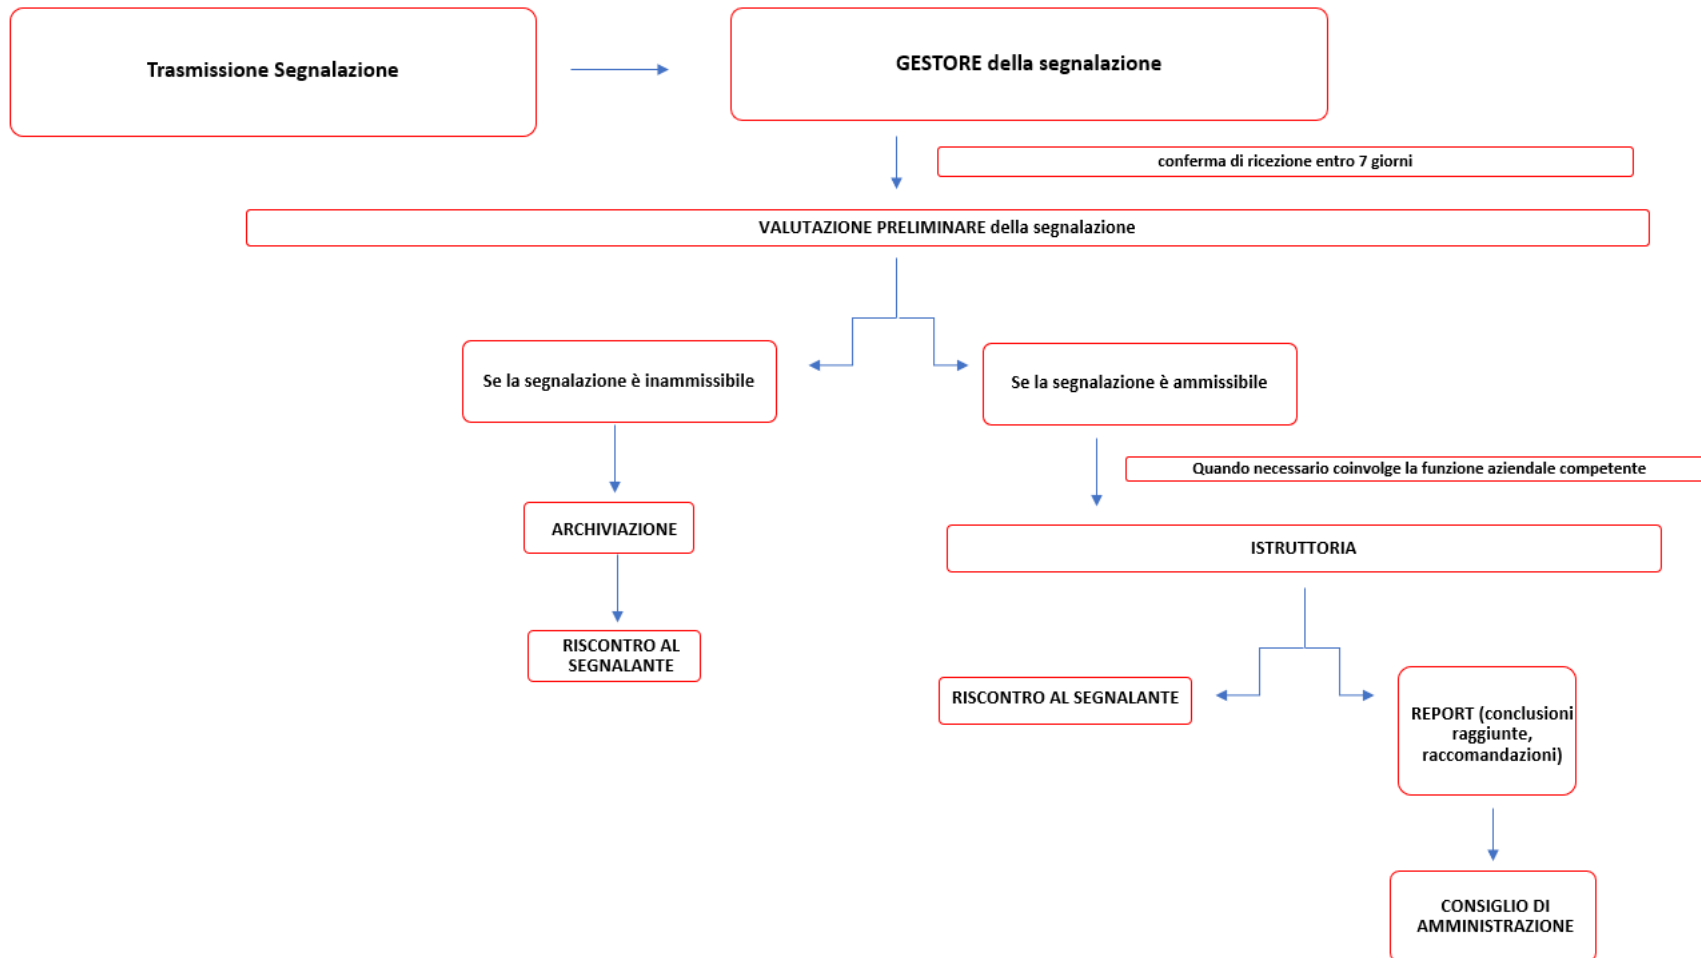 Trasmissione Segnalazione
GESTORE della segnalazione
conferma di ricezione entro 7 giorni
VALUTAZIONE PRELIMINARE della segnalazione
Se la segnalazione è inammissibile
Se la segnalazione è ammissibile
Quando necessario coinvolge la funzione aziendale competente
ARCHIVIAZIONE
ISTRUTTORIA
RISCONTRO AL
SEGNALANTE
RISCONTRO AL SEGNALANTE
REPORT (conclusioni
raggiunte,
raccomandazioni)
CONSIGLIO DI
AMMINISTRAZIONE